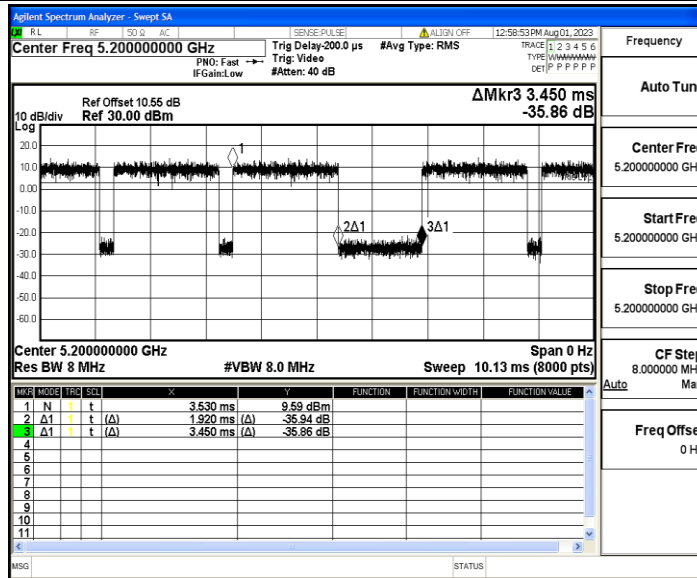 Agilent Spectrum Analyzer - Swept SA
RL RF 50 Ω AC SENSE:PULSE ALIGN OFF 12:58:53 PM Aug 01, 2023
Center Freq 5.200000000 GHz
PNO: Fast
IFGain:Low
Trig Delay-200.0 µs
Trig: Video
#Atten: 40 dB
#Avg Type: RMS
TRACE 1 2 3 4 5 6
TYPE
DET P P P P P P
Ref Offset 10.55 dB
Ref 30.00 dBm
10 dB/div
Log
ΔMkr3 3.450 ms
-35.86 dB
20.0
10.0
0.00
-10.0
-20.0
-30.0
-40.0
-50.0
-60.0
1
2Δ1
3Δ1
Center 5.200000000 GHz Span 0 Hz
Res BW 8 MHz #VBW 8.0 MHz Sweep 10.13 ms (8000 pts)
MKR MODE TRC SCL X Y FUNCTION FUNCTION WIDTH FUNCTION VALUE
1 N 1 t 3.530 ms 9.59 dBm
2 Δ1 1 t (Δ) 1.920 ms (Δ) -35.94 dB
3 Δ1 1 t (Δ) 3.450 ms (Δ) -35.86 dB
4
5
6
7
8
9
10
11
MSG STATUS
Frequency
Auto Tun
Center Fre
5.200000000 GH
Start Fre
5.200000000 GH
Stop Fre
5.200000000 GH
CF Step
8.000000 MH
Auto Ma
Freq Offse
0 H